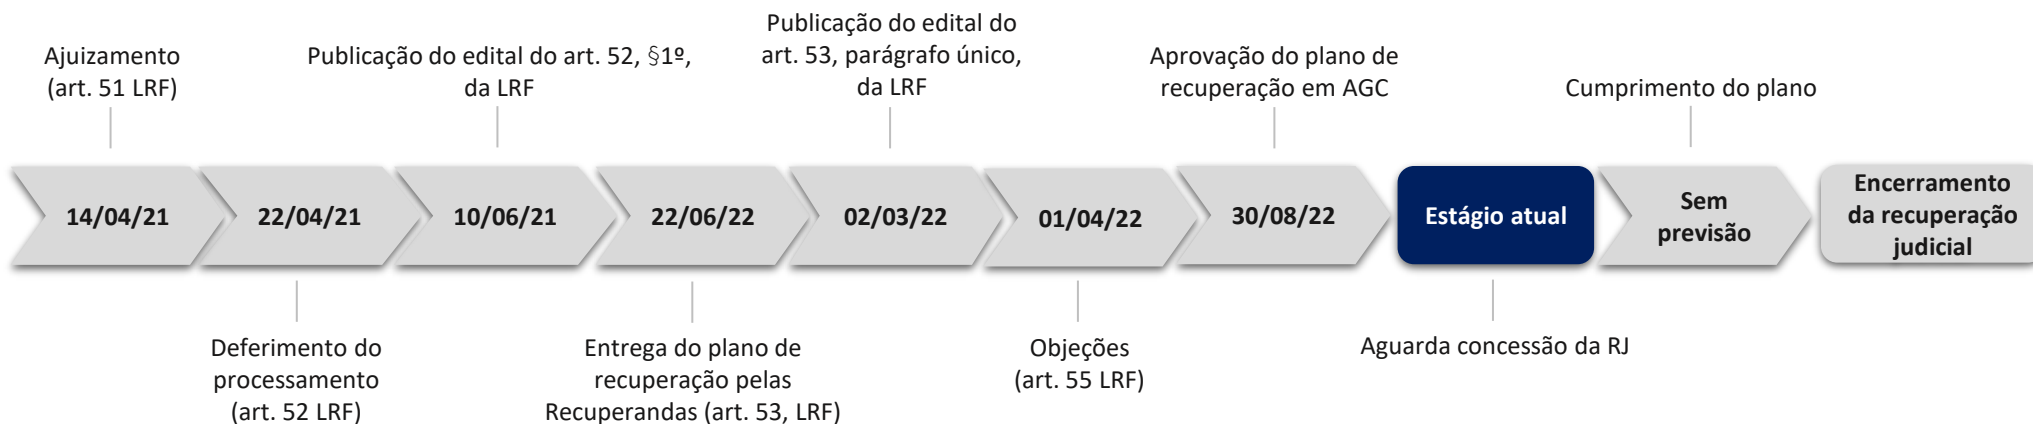 Ajuizamento
(art. 51 LRF)
Publicação do edital do art. 52, §1º,
da LRF
Publicação do edital do
art. 53, parágrafo único,
da LRF
Aprovação do plano de
recuperação em AGC
Cumprimento do plano
14/04/21
22/04/21
10/06/21
22/06/22
02/03/22
01/04/22
30/08/22
Estágio atual
Sem
previsão
Encerramento
da recuperação
judicial
Deferimento do
processamento
(art. 52 LRF)
Entrega do plano de
recuperação pelas
Recuperandas (art. 53, LRF)
Objeções
(art. 55 LRF)
Aguarda concessão da RJ